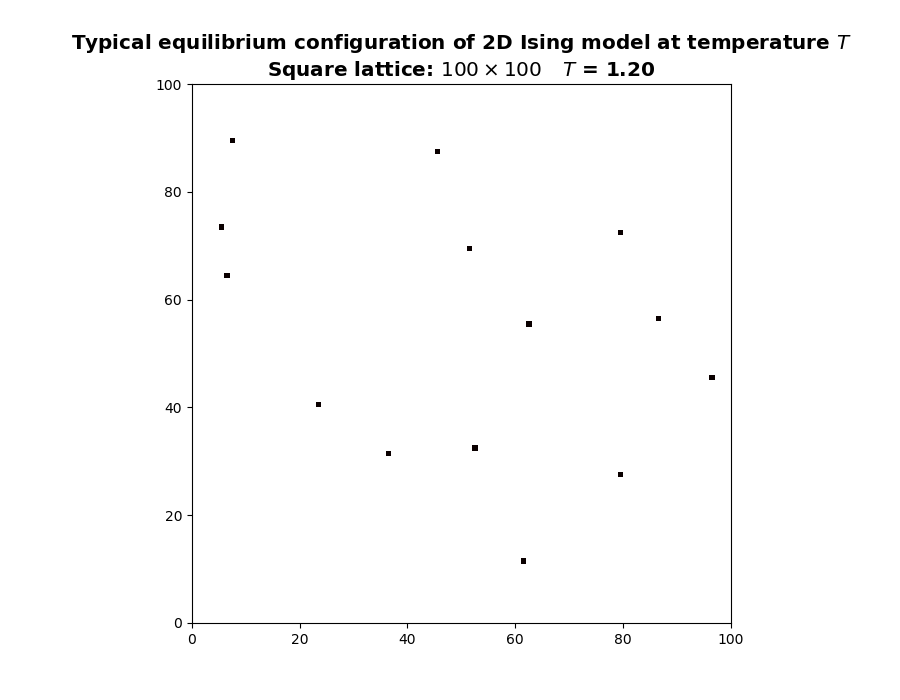 Typical equilibrium configuration of 2D Ising model at temperature T
Square lattice: 100 × 100 T = 1.20
100
80
60
40
20
0
0 20 40 60 80 100